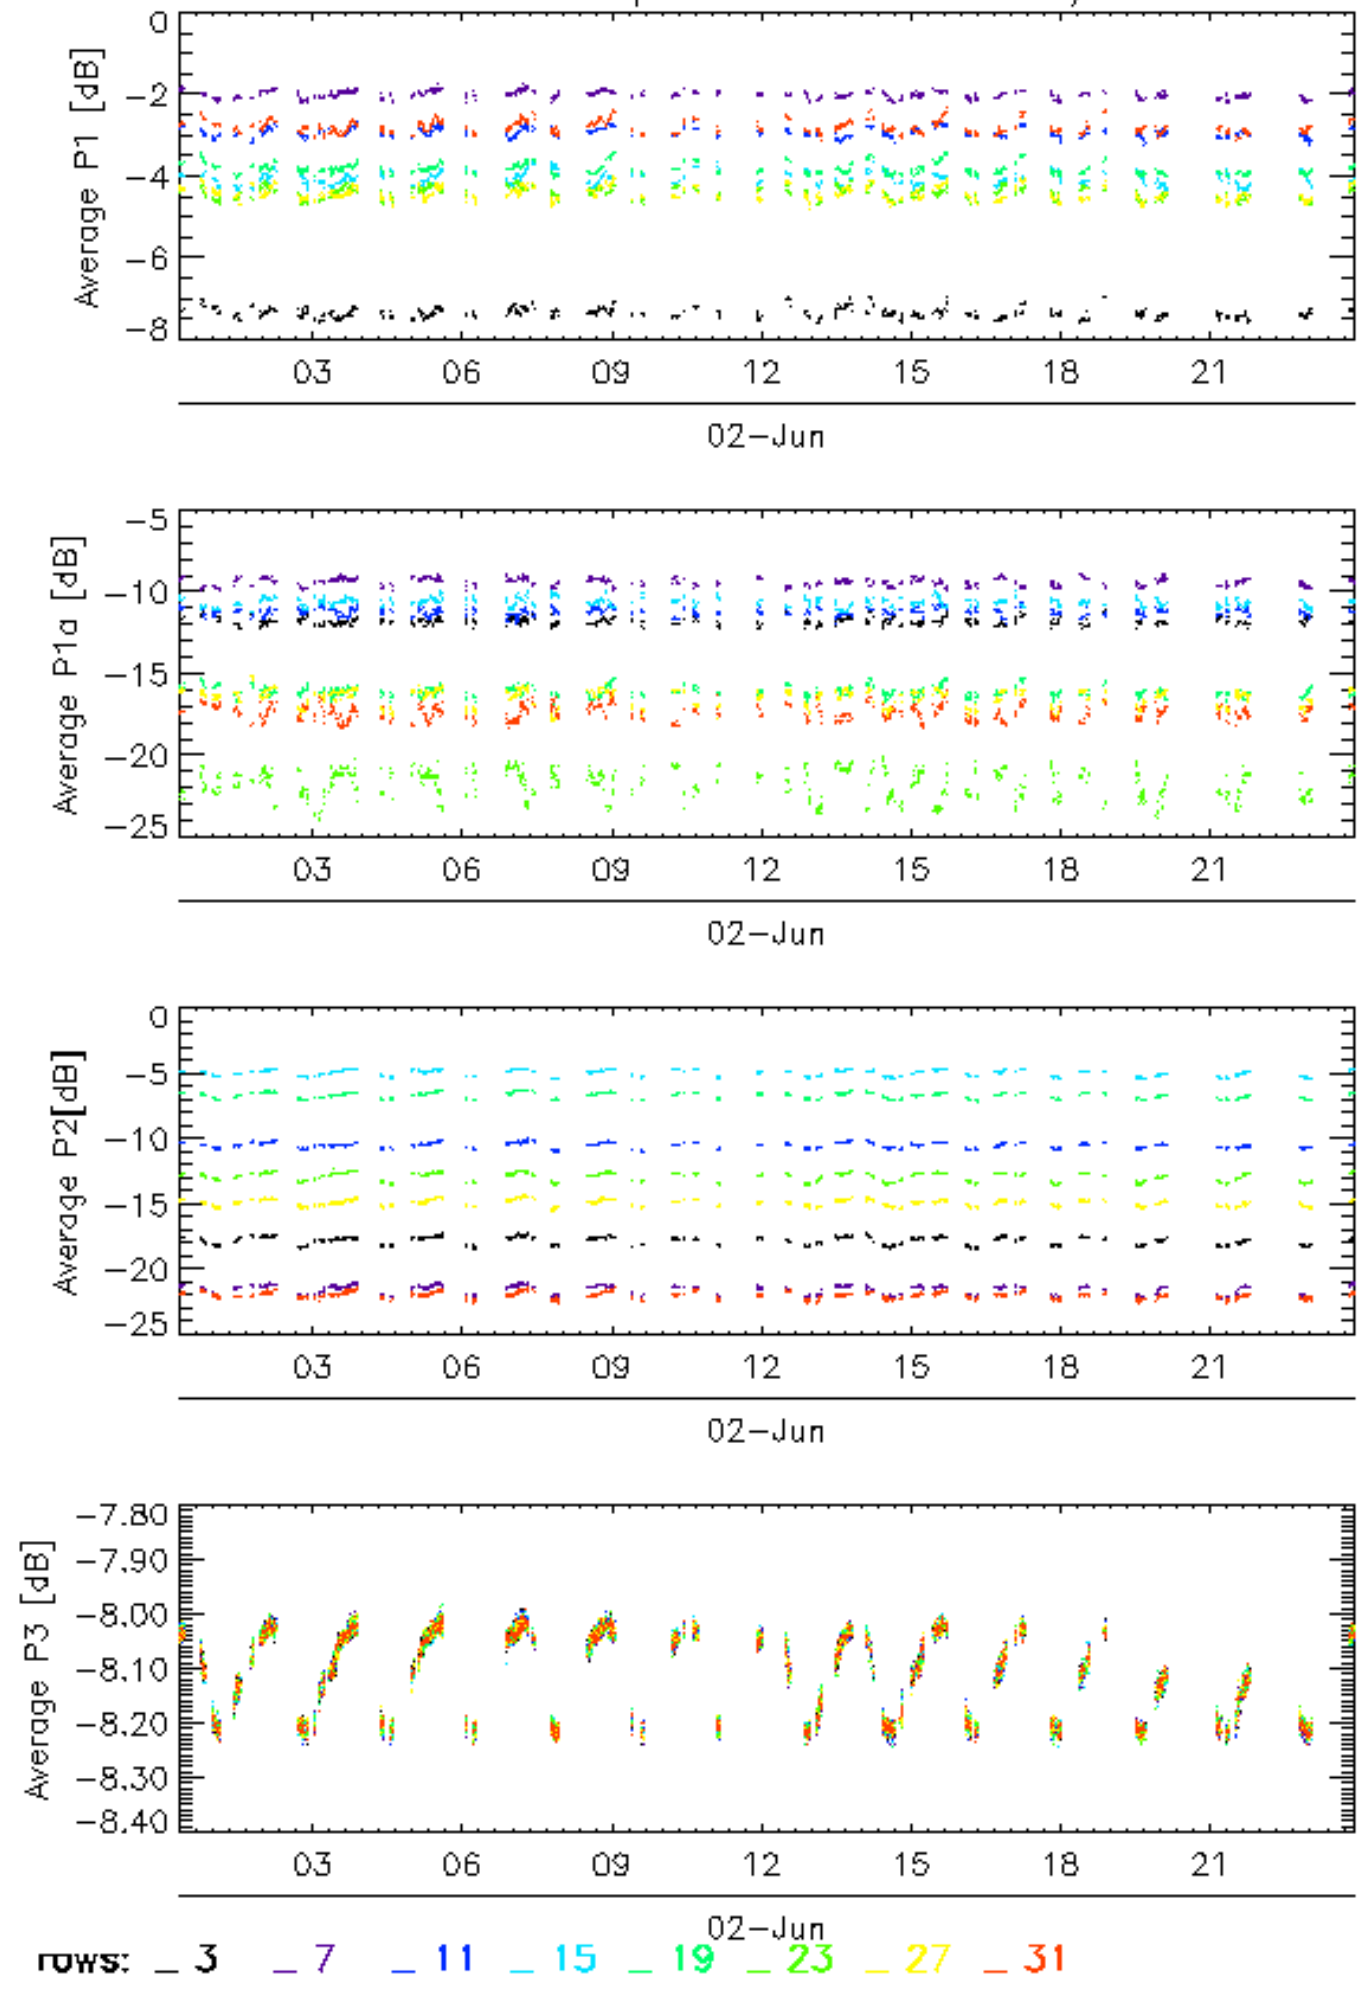 0
-2
-4
-6
-8
Average P1 [dB]
03 06 09 12 15 18 21
02-Jun
-5
-10
-15
-20
-25
Average P1a [dB]
03 06 09 12 15 18 21
02-Jun
0
-5
-10
-15
-20
-25
Average P2[dB]
03 06 09 12 15 18 21
02-Jun
-7.80
-7.90
-8.00
-8.10
-8.20
-8.30
-8.40
Average P3 [dB]
03 06 09 12 15 18 21
02-Jun
rows: _ 3 _ 7 _ 11 _ 15 _ 19 _ 23 _ 27 _ 31